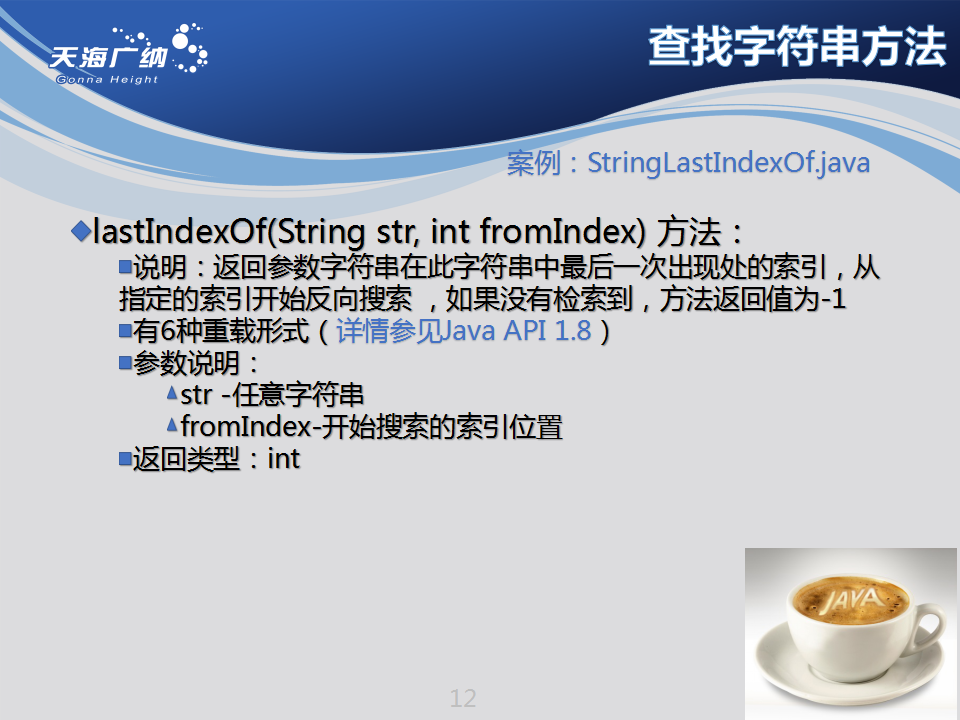 天海广纳
Gonna Height
查找字符串方法
案例：StringLastIndexOf.java
lastIndexOf(String str, int fromIndex) 方法：
说明：返回参数字符串在此字符串中最后一次出现处的索引，从
指定的索引开始反向搜索 ，如果没有检索到，方法返回值为-1
有6种重载形式（详情参见Java API 1.8）
参数说明：
str -任意字符串
fromIndex-开始搜索的索引位置
返回类型：int
JAVA
12